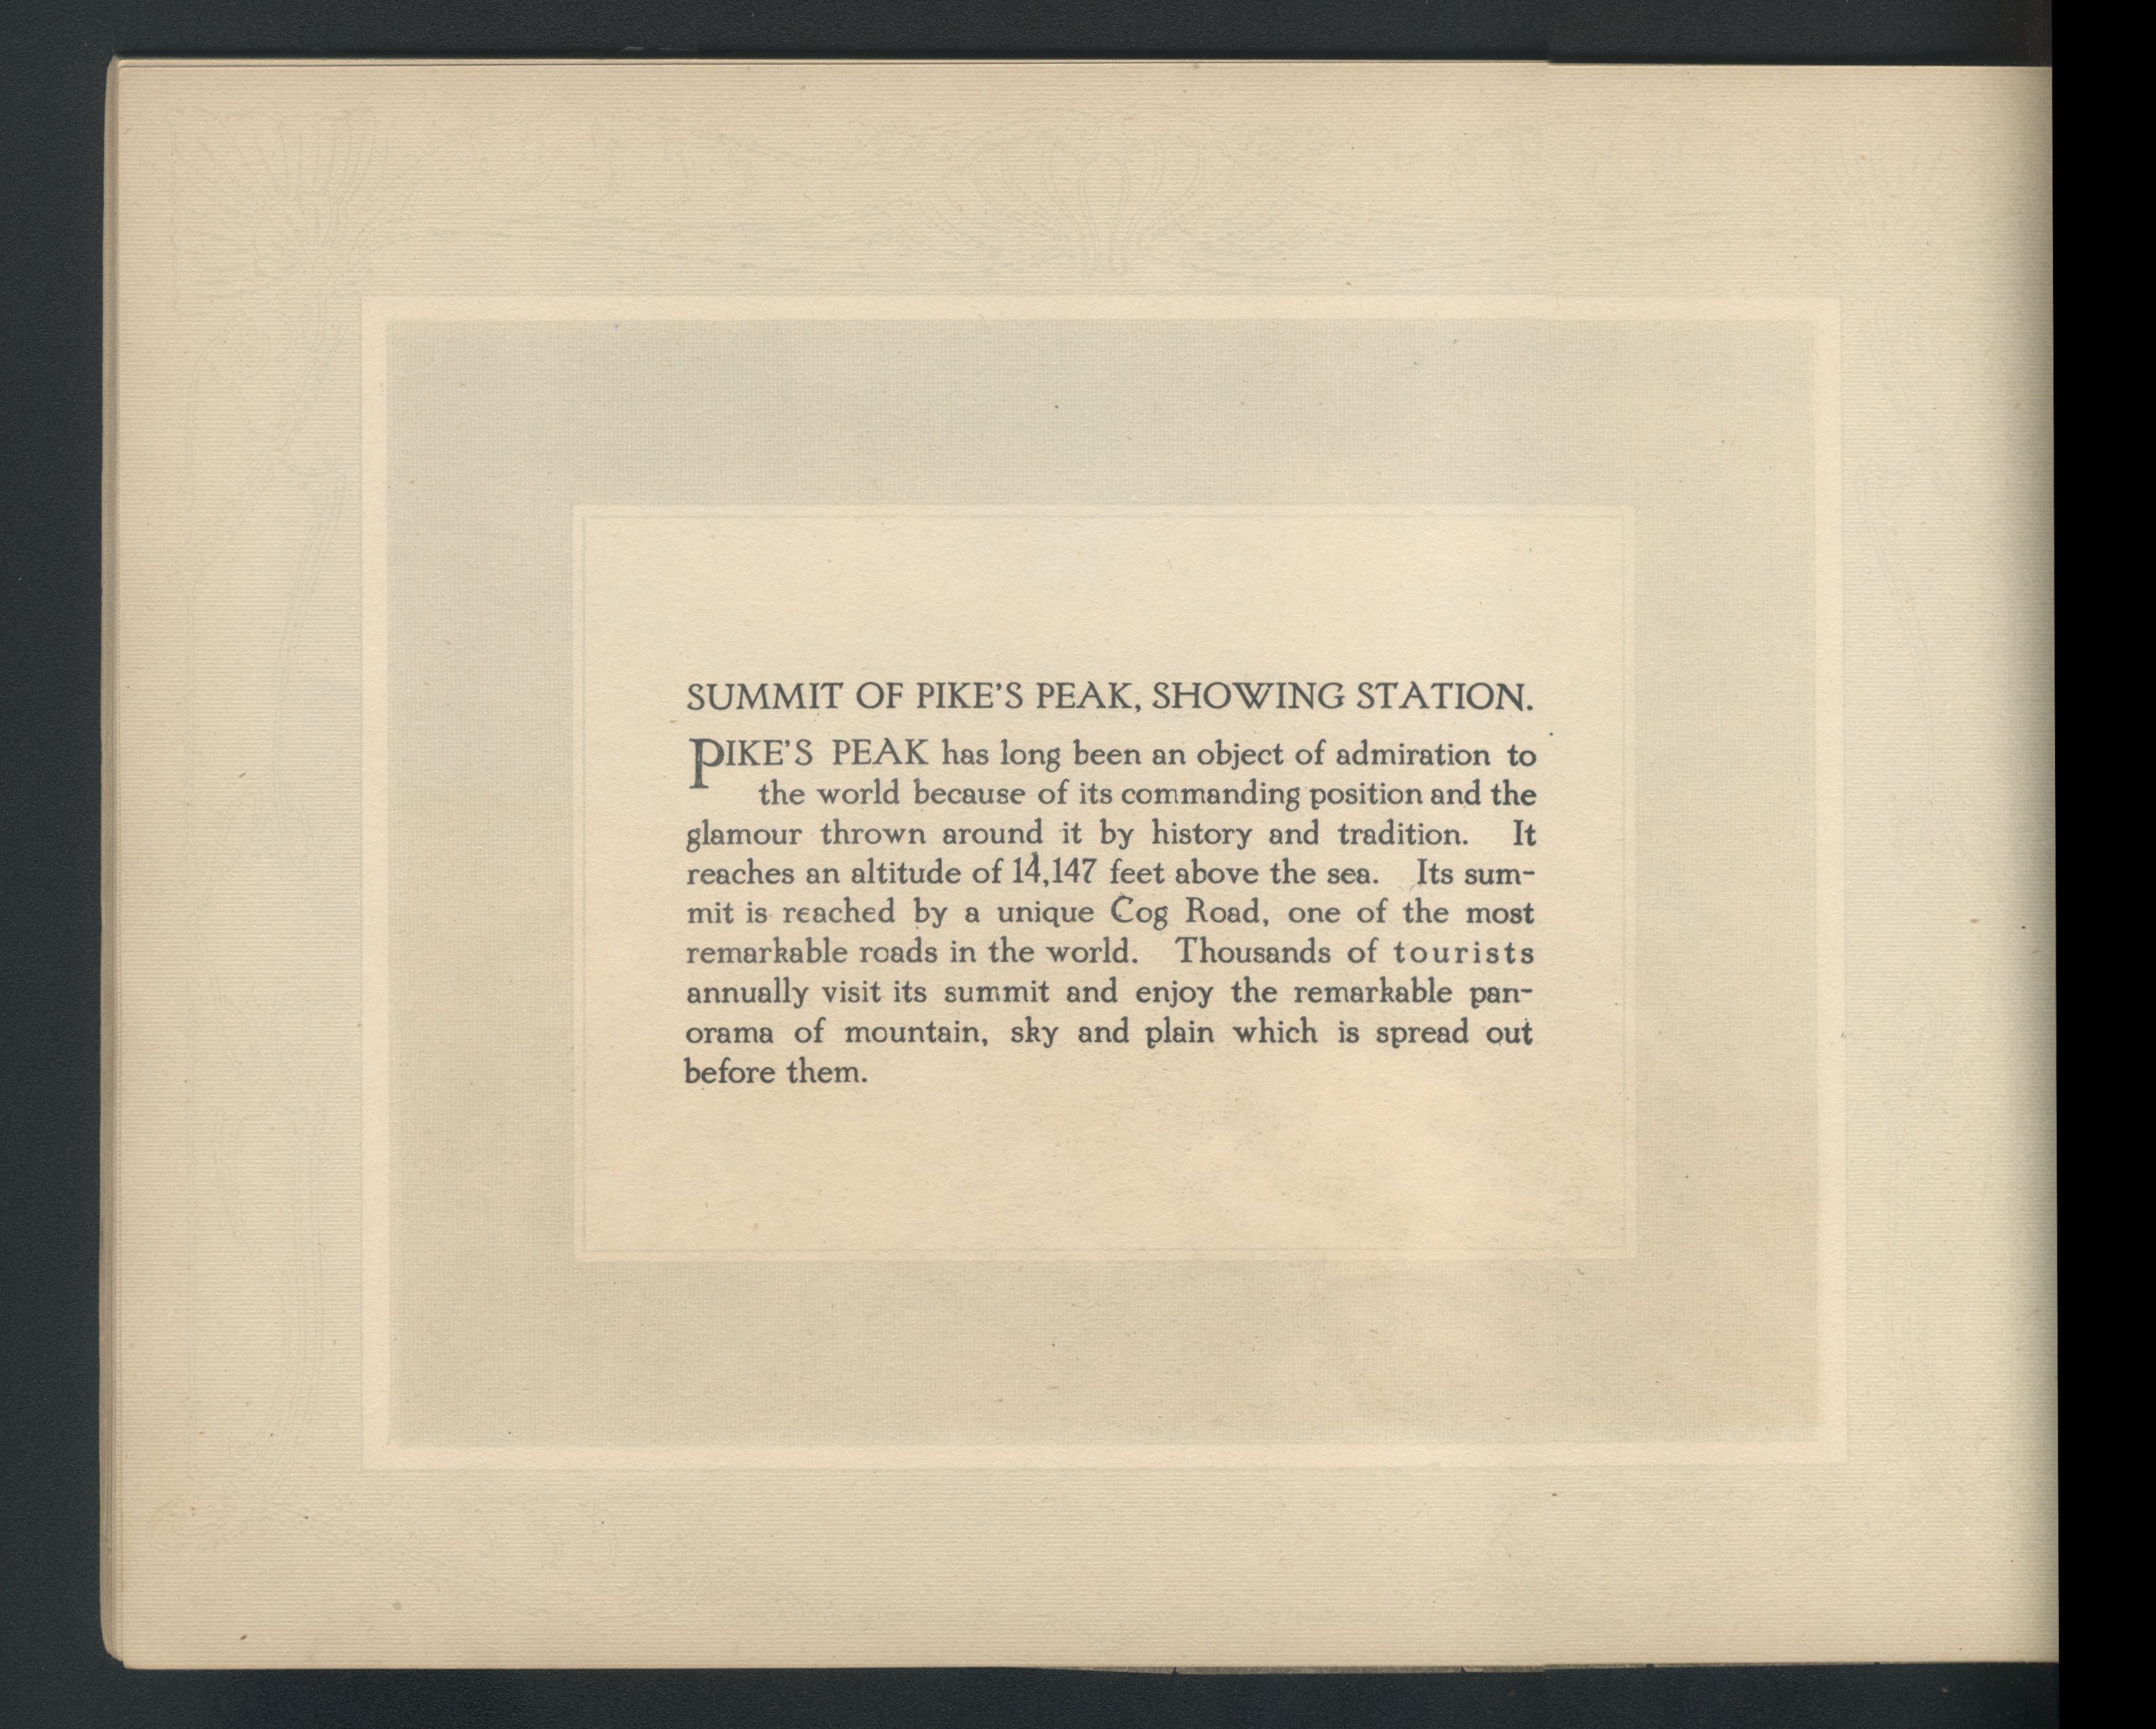 SUMMIT OF PIKE'S PEAK, SHOWING STATION.
PIKE'S PEAK has long been an object of admiration to
the world because of its commanding position and the
glamour thrown around it by history and tradition. It
reaches an altitude of 14,147 feet above the sea. Its sum-
mit is reached by a unique Cog Road, one of the most
remarkable roads in the world. Thousands of tourists
annually visit its summit and enjoy the remarkable pan-
orama of mountain, sky and plain which is spread out
before them.